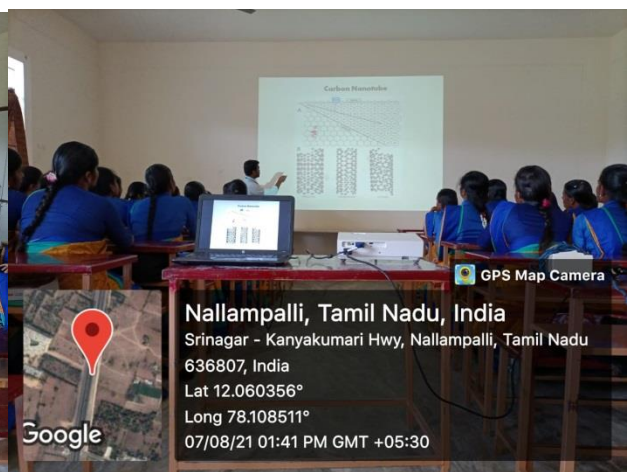 Carbon Nanotube
GPS Map Camera
Nallampalli, Tamil Nadu, India
Srinagar - Kanyakumari Hwy, Nallampalli, Tamil Nadu
636807, India
Lat 12.060356°
Long 78.108511°
07/08/21 01:41 PM GMT +05:30
Google